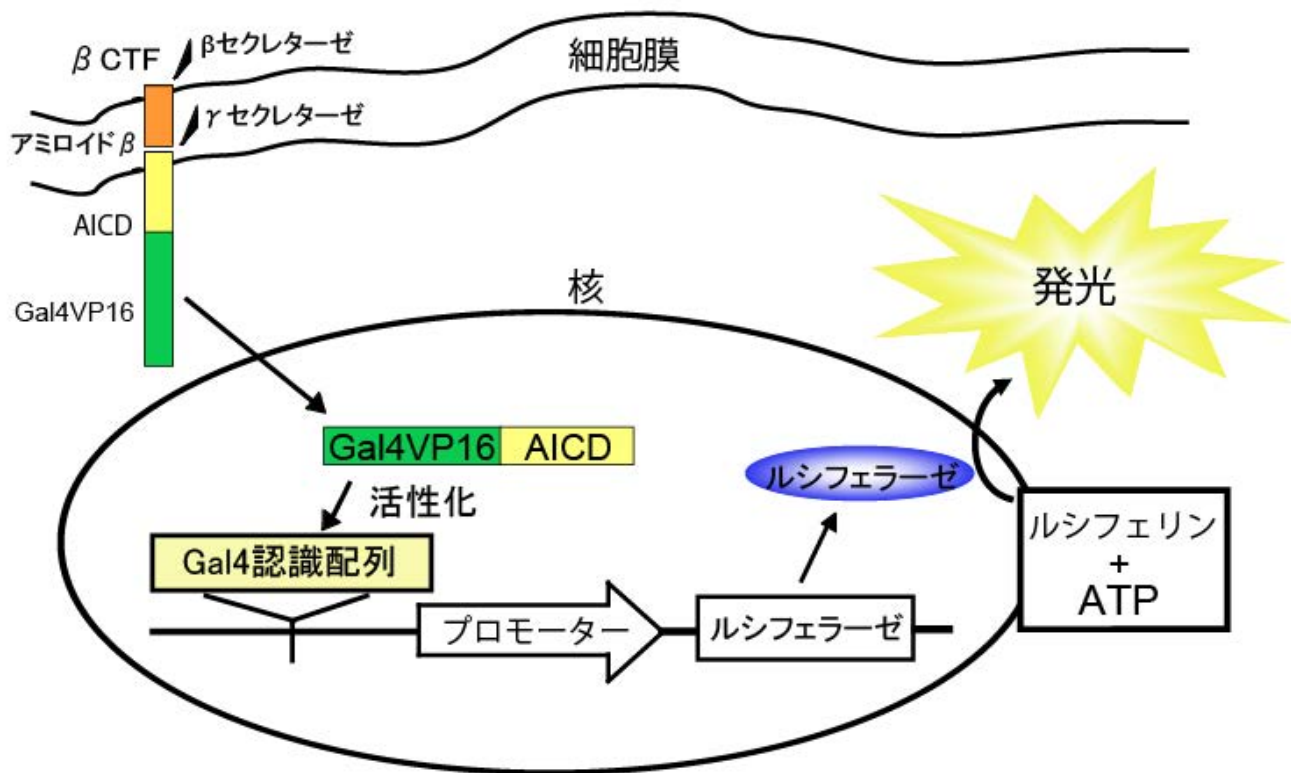 β CTF
βセクレターゼ
細胞膜
γセクレターゼ
アミロイドβ
AICD
Gal4VP16
核
発光
Gal4VP16 AICD
活性化
ルシフェラーゼ
Gal4認識配列
プロモーター
ルシフェラーゼ
ルシフェリン
+
ATP